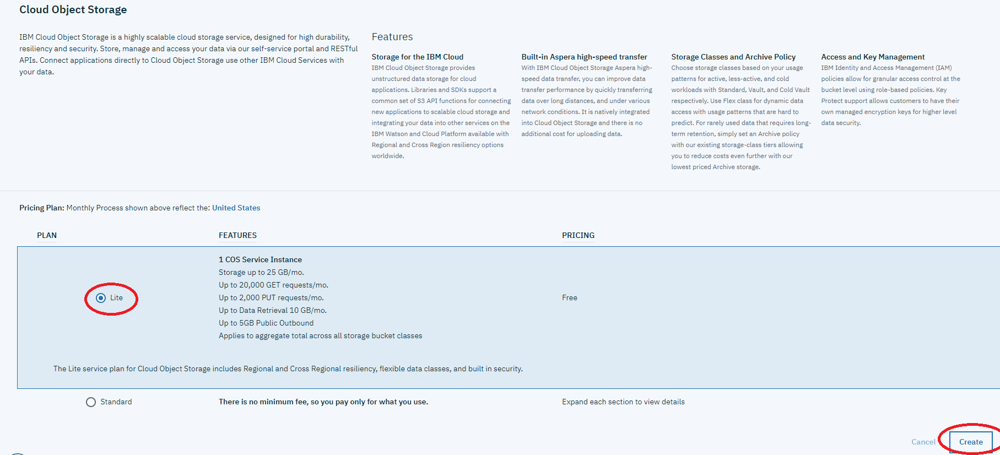 Cloud Object Storage
IBM Cloud Object Storage is a highly scalable cloud storage service, designed for high durability,
resiliency and security. Store, manage and access your data via our self-service portal and RESTful
APIs. Connect applications directly to Cloud Object Storage use other IBM Cloud Services with
your data.
Features
Storage for the IBM Cloud
IBM Cloud Object Storage provides
unstructured data storage for cloud
applications. Libraries and SDKs support a
common set of S3 API functions for connecting
new applications to scalable cloud storage and
integrating your data into other services on the
IBM Watson and Cloud Platform available with
Regional and Cross Region resiliency options
worldwide.
Built-in Aspera high-speed transfer
With IBM Cloud Object Storage Aspera high-
speed data transfer, you can improve data
transfer performance by quickly transferring
data over long distances, and under various
network conditions. It is natively integrated
into Cloud Object Storage and there is no
additional cost for uploading data.
Storage Classes and Archive Policy
Choose storage classes based on your usage
patterns for active, less-active, and cold
workloads with Standard, Vault, and Cold Vault
respectively. Use Flex class for dynamic data
access with usage patterns that are hard to
predict. For rarely used data that requires long-
term retention, simply set an Archive policy
with our existing storage-class tiers allowing
you to reduce costs even further with our
lowest priced Archive storage.
Access and Key Management
IBM Identity and Access Management (IAM)
policies allow for granular access control at the
bucket level using role-based policies. Key
Protect support allows customers to have their
own managed encryption keys for higher level
data security.
Pricing Plan: Monthly Process shown above reflect the: United States
PLAN FEATURES PRICING
1 COS Service Instance
Storage up to 25 GB/mo.
Up to 20,000 GET requests/mo.
Lite Up to 2,000 PUT requests/mo. Free
Up to Data Retrieval 10 GB/mo.
Up to 5GB Public Outbound
Applies to aggregate total across all storage bucket classes
The Lite service plan for Cloud Object Storage includes Regional and Cross Regional resiliency, flexible data classes, and built in security.
Standard There is no minimum fee, so you pay only for what you use. Expand each section to view details
Cancel Create